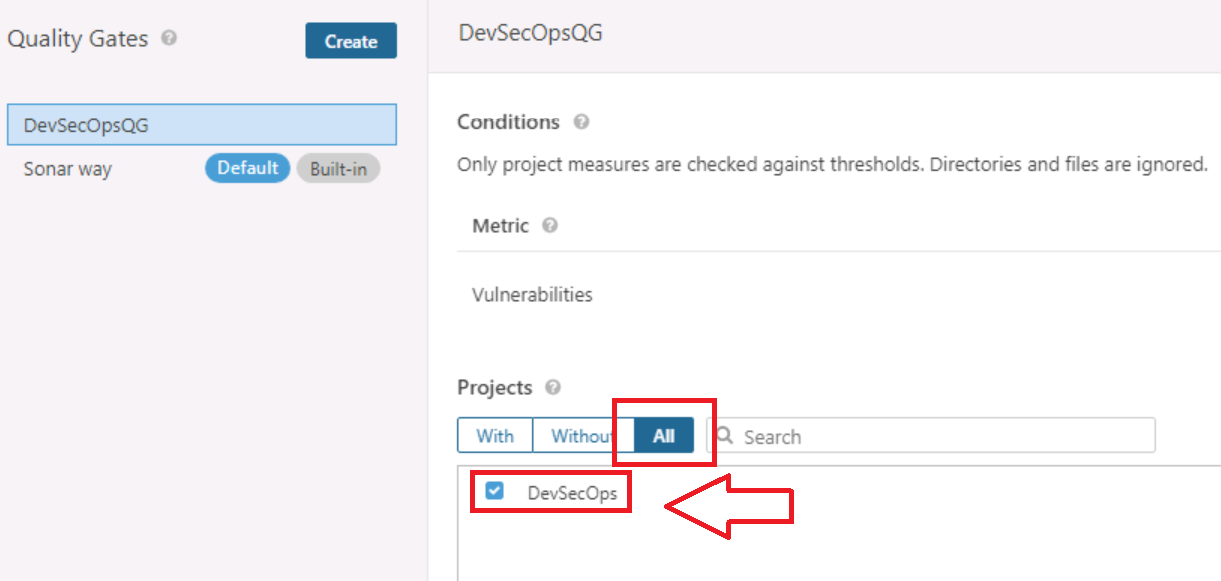 Quality Gates
Create
DevSecOpsQG
Sonar way Default Built-in
DevSecOpsQG
Conditions
Only project measures are checked against thresholds. Directories and files are ignored.
Metric
Vulnerabilities
Projects
With Without All Search
DevSecOps